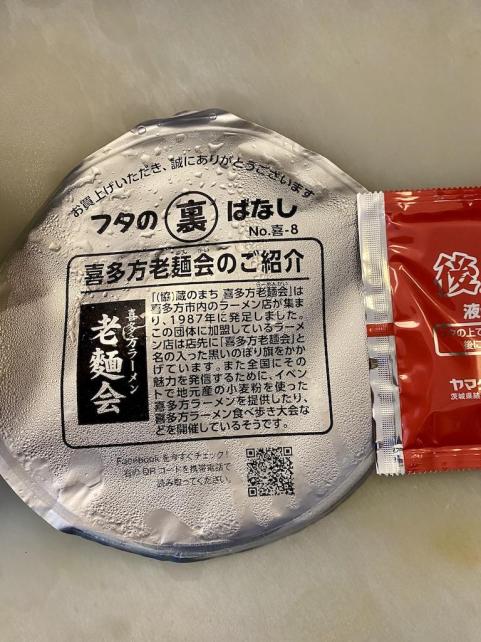 お買上げいただき、誠にありがとうございます
フタの 裏 ばなし
No.喜-8
喜多方老麺会のご紹介
喜多方ラーメン
老麺会
「(協)蔵のまち 喜多方老麺会」は
喜多方市内のラーメン店が集ま
り、1987年に発足しました。
この団体に加盟しているラーメ
ン店は店先に「喜多方老麺会」と
名の入った黒いのぼり旗をかか
げています。また全国にその
魅力を発信するために、イベン
トで地元産の小麦粉を使った
喜多方ラーメンを提供したり、
喜多方ラーメン食べ歩き大会な
どを開催しているそうです。
Facebookを今すぐチェック!
右のQRコードを携帯電話で
読み取ってください。
後
液
フタの上で
後に
ヤマダ
茨城県